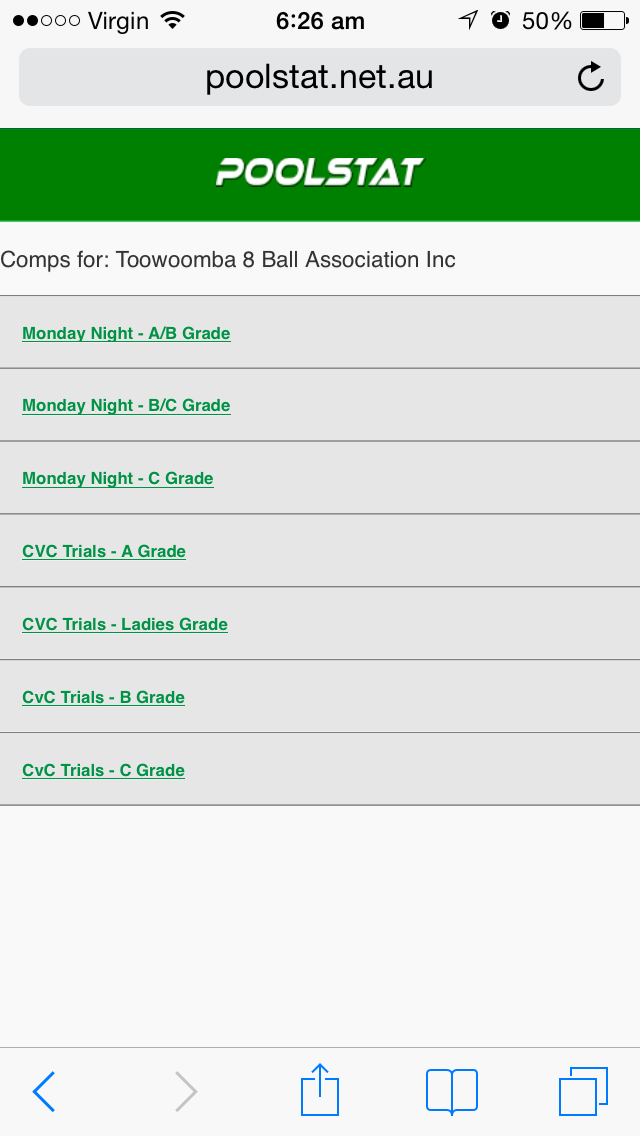 Virgin 6:26 am 50%
poolstat.net.au
POOLSTAT
Comps for: Toowoomba 8 Ball Association Inc
Monday Night - A/B Grade
Monday Night - B/C Grade
Monday Night - C Grade
CVC Trials - A Grade
CVC Trials - Ladies Grade
CvC Trials - B Grade
CvC Trials - C Grade